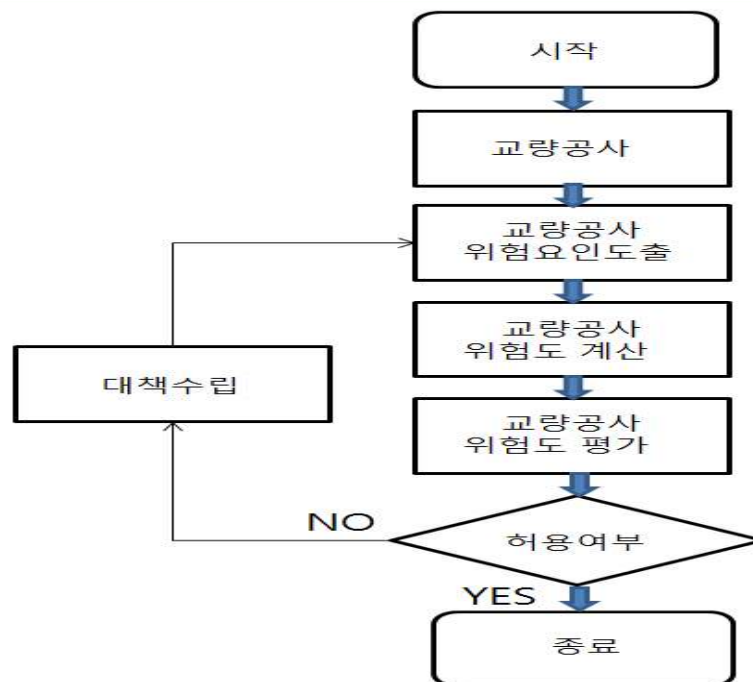 시작
교량공사
교량공사
위험요인도출
교량공사
위험도 계산
대책수립
교량공사
위험도 평가
NO
허용여부
YES
종료